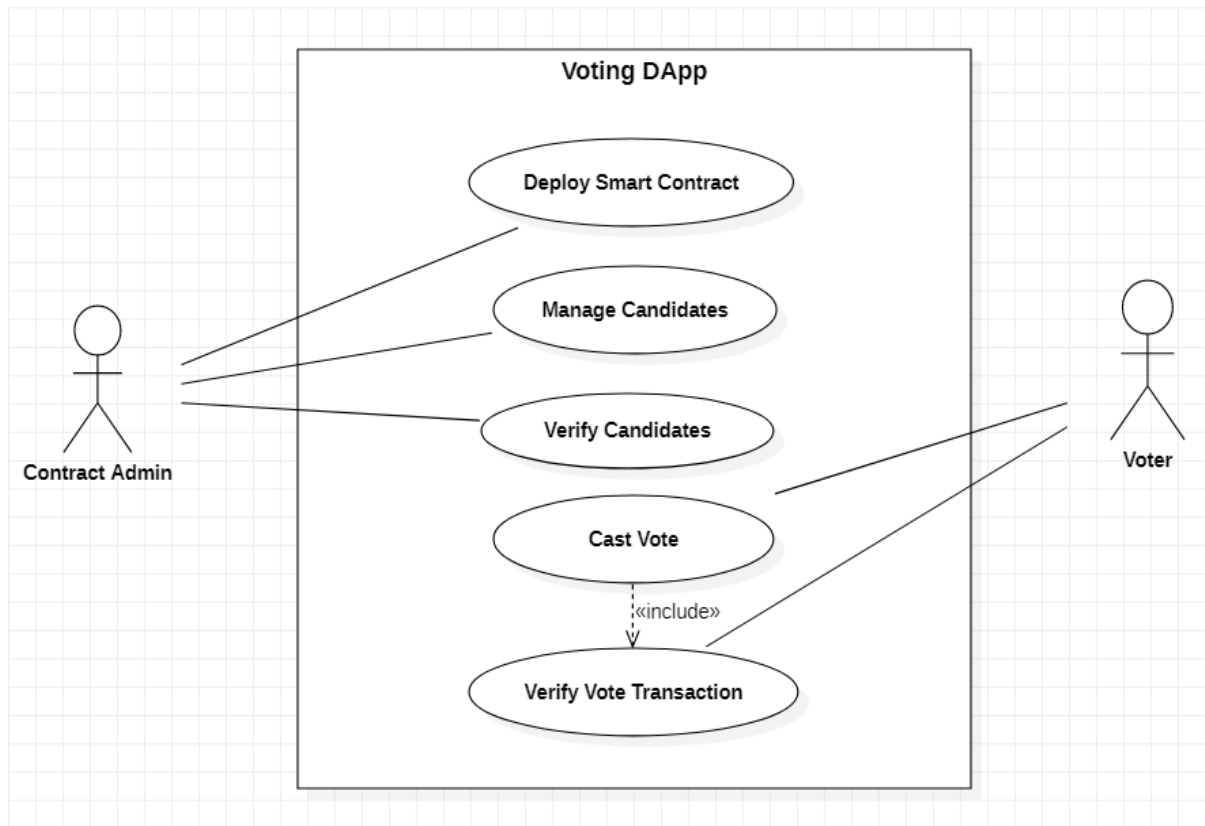 Voting DApp
Deploy Smart Contract
Manage Candidates
Verify Candidates
Contract Admin
Voter
Cast Vote
«include»
Verify Vote Transaction